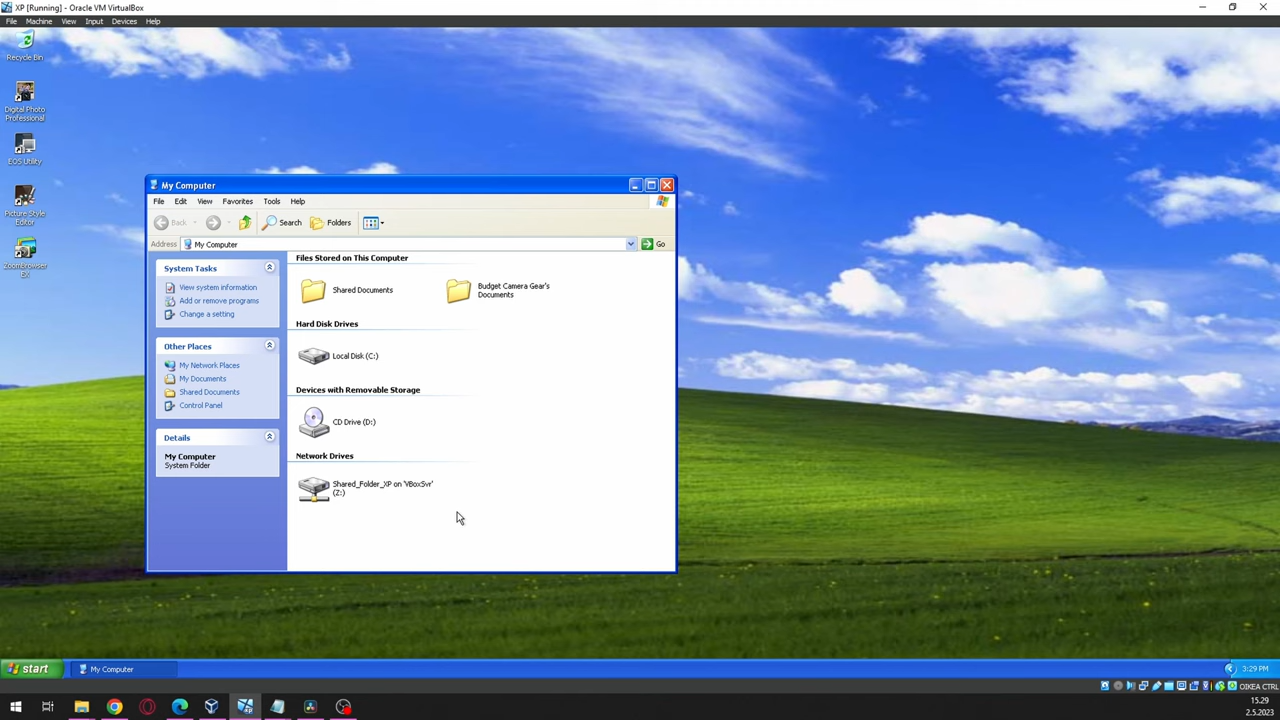 XP [Running] - Oracle VM VirtualBox
File Machine View Input Devices Help
Recycle Bin
Digital Photo
Professional
EOS Utility
Picture Style
Editor
ZoomBrowser
EX
My Computer
File Edit View Favorites Tools Help
Back Search Folders
Address My Computer Go
System Tasks
View system information
Add or remove programs
Change a setting
Other Places
My Network Places
My Documents
Shared Documents
Control Panel
Details
My Computer
System Folder
Files Stored on This Computer
Shared Documents
Budget Camera Gear's
Documents
Hard Disk Drives
Local Disk (C:)
Devices with Removable Storage
CD Drive (D:)
Network Drives
Shared_Folder_XP on 'VBoxSvr'
(Z:)
start My Computer 3:29 PM
OIKEA CTRL
15.29
2.5.2023